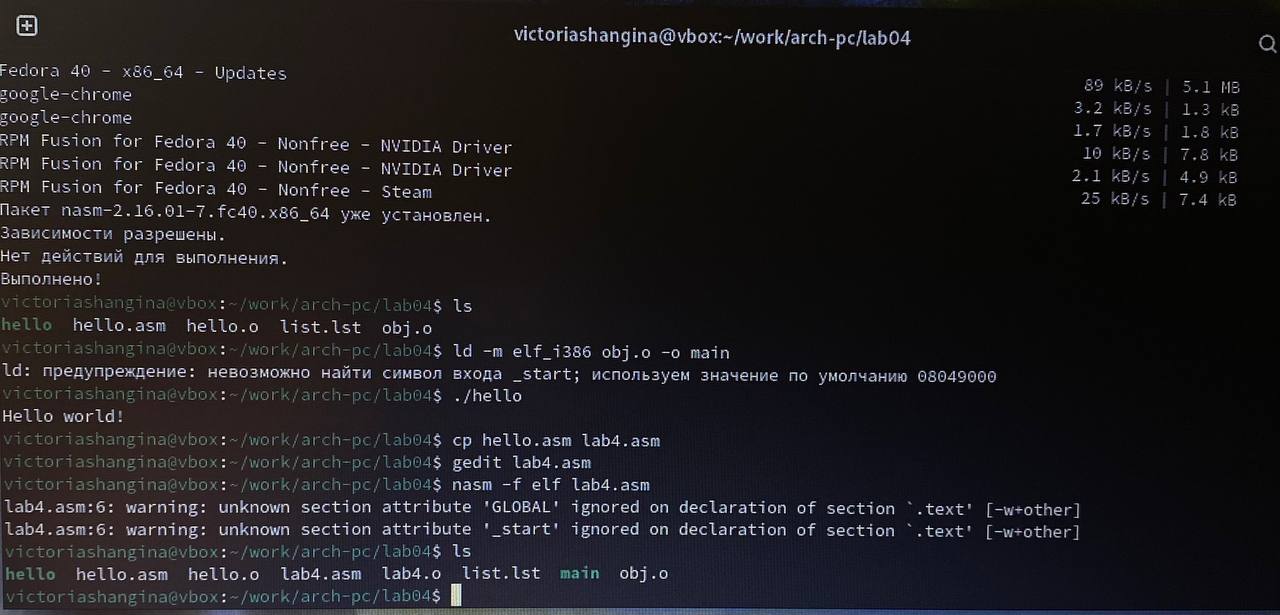 victoriashangina@vbox:~/work/arch-pc/lab04
Fedora 40 - x86_64 - Updates 89 kB/s | 5.1 MB
google-chrome 3.2 kB/s | 1.3 kB
google-chrome 1.7 kB/s | 1.8 kB
RPM Fusion for Fedora 40 - Nonfree - NVIDIA Driver 10 kB/s | 7.8 kB
RPM Fusion for Fedora 40 - Nonfree - NVIDIA Driver 2.1 kB/s | 4.9 kB
RPM Fusion for Fedora 40 - Nonfree - Steam 25 kB/s | 7.4 kB
Пакет nasm-2.16.01-7.fc40.x86_64 уже установлен.
Зависимости разрешены.
Нет действий для выполнения.
Выполнено!
victoriashangina@vbox:~/work/arch-pc/lab04$ ls
hello hello.asm hello.o list.lst obj.o
victoriashangina@vbox:~/work/arch-pc/lab04$ ld -m elf_i386 obj.o -o main
ld: предупреждение: невозможно найти символ входа _start; используем значение по умолчанию 08049000
victoriashangina@vbox:~/work/arch-pc/lab04$ ./hello
Hello world!
victoriashangina@vbox:~/work/arch-pc/lab04$ cp hello.asm lab4.asm
victoriashangina@vbox:~/work/arch-pc/lab04$ gedit lab4.asm
victoriashangina@vbox:~/work/arch-pc/lab04$ nasm -f elf lab4.asm
lab4.asm:6: warning: unknown section attribute 'GLOBAL' ignored on declaration of section `.text' [-w+other]
lab4.asm:6: warning: unknown section attribute '_start' ignored on declaration of section `.text' [-w+other]
victoriashangina@vbox:~/work/arch-pc/lab04$ ls
hello hello.asm hello.o lab4.asm lab4.o list.lst main obj.o
victoriashangina@vbox:~/work/arch-pc/lab04$